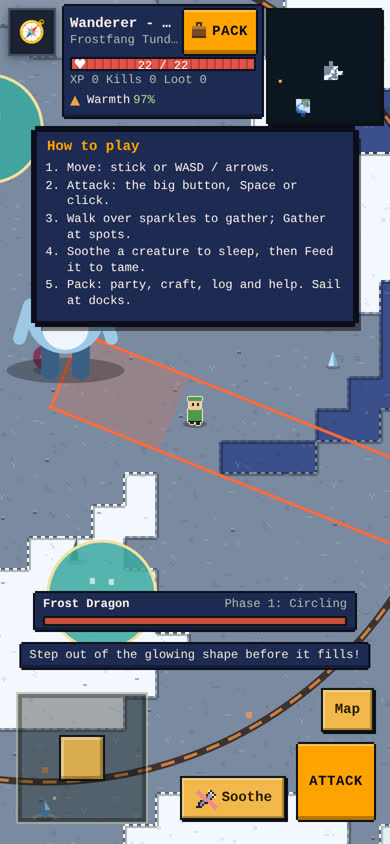 Wanderer - …
Frostfang Tund…
PACK
22 / 22
XP 0 Kills 0 Loot 0
Warmth 97%
How to play
1. Move: stick or WASD / arrows.
2. Attack: the big button, Space or
click.
3. Walk over sparkles to gather; Gather
at spots.
4. Soothe a creature to sleep, then Feed
it to tame.
5. Pack: party, craft, log and help. Sail
at docks.
Frost Dragon Phase 1: Circling
Step out of the glowing shape before it fills!
Map
Soothe
ATTACK